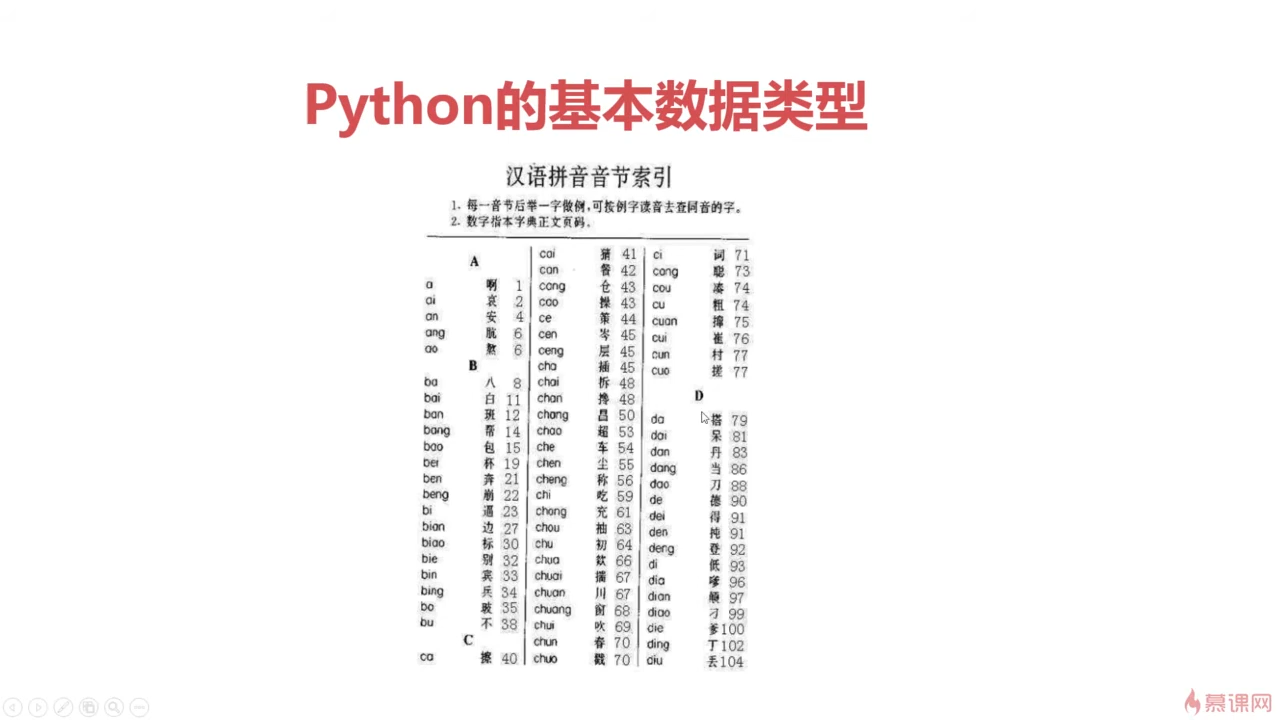 Python的基本数据类型
汉语拼音音节索引
1. 每一音节后举一字做例,可按例字读音去查同音的字。
2. 数字指本字典正文页码。
A
a 啊 1
ai 哀 2
an 安 4
ang 肮 6
ao 熬 6
B
ba 八 8
bai 白 11
ban 班 12
bang 帮 14
bao 包 15
bei 杯 19
ben 奔 21
beng 崩 22
bi 逼 23
bian 边 27
biao 标 30
bie 别 32
bin 宾 33
bing 兵 34
bo 玻 35
bu 不 38
C
ca 擦 40
cai 猜 41
can 餐 42
cang 仓 43
cao 操 43
ce 策 44
cen 岑 45
ceng 层 45
cha 插 45
chai 拆 48
chan 搀 48
chang 昌 50
chao 超 53
che 车 54
chen 尘 55
cheng 称 56
chi 吃 59
chong 充 61
chou 抽 63
chu 初 64
chua 欻 66
chuai 揣 67
chuan 川 67
chuang 窗 68
chui 吹 69
chun 春 70
chuo 戳 70
ci 词 71
cong 聪 73
cou 凑 74
cu 粗 74
cuan 撺 75
cui 崔 76
cun 村 77
cuo 搓 77
D
da 搭 79
dai 呆 81
dan 丹 83
dang 当 86
dao 刀 88
de 德 90
dei 得 91
den 扽 91
deng 登 92
di 低 93
dia 嗲 96
dian 颠 97
diao 刁 99
die 爹 100
ding 丁 102
diu 丢 104
慕课网